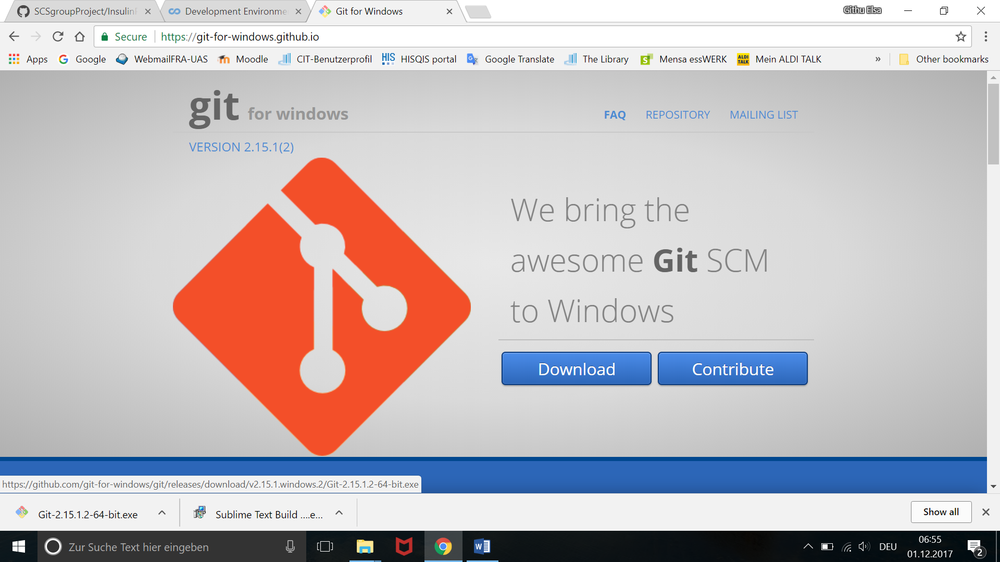 SCSgroupProject/Insulin
Development Environme
Git for Windows
Githu Elsa
Secure https://git-for-windows.github.io
Apps Google WebmailFRA-UAS Moodle CIT-Benutzerprofil HIS HISQIS portal Google Translate The Library Mensa essWERK ALDI TALK Mein ALDI TALK » Other bookmarks
git for windows
FAQ REPOSITORY MAILING LIST
VERSION 2.15.1(2)
We bring the
awesome Git SCM
to Windows
Download Contribute
https://github.com/git-for-windows/git/releases/download/v2.15.1.windows.2/Git-2.15.1.2-64-bit.exe
Git-2.15.1.2-64-bit.exe Sublime Text Build ....e... Show all
Zur Suche Text hier eingeben
DEU
06:55
01.12.2017
2